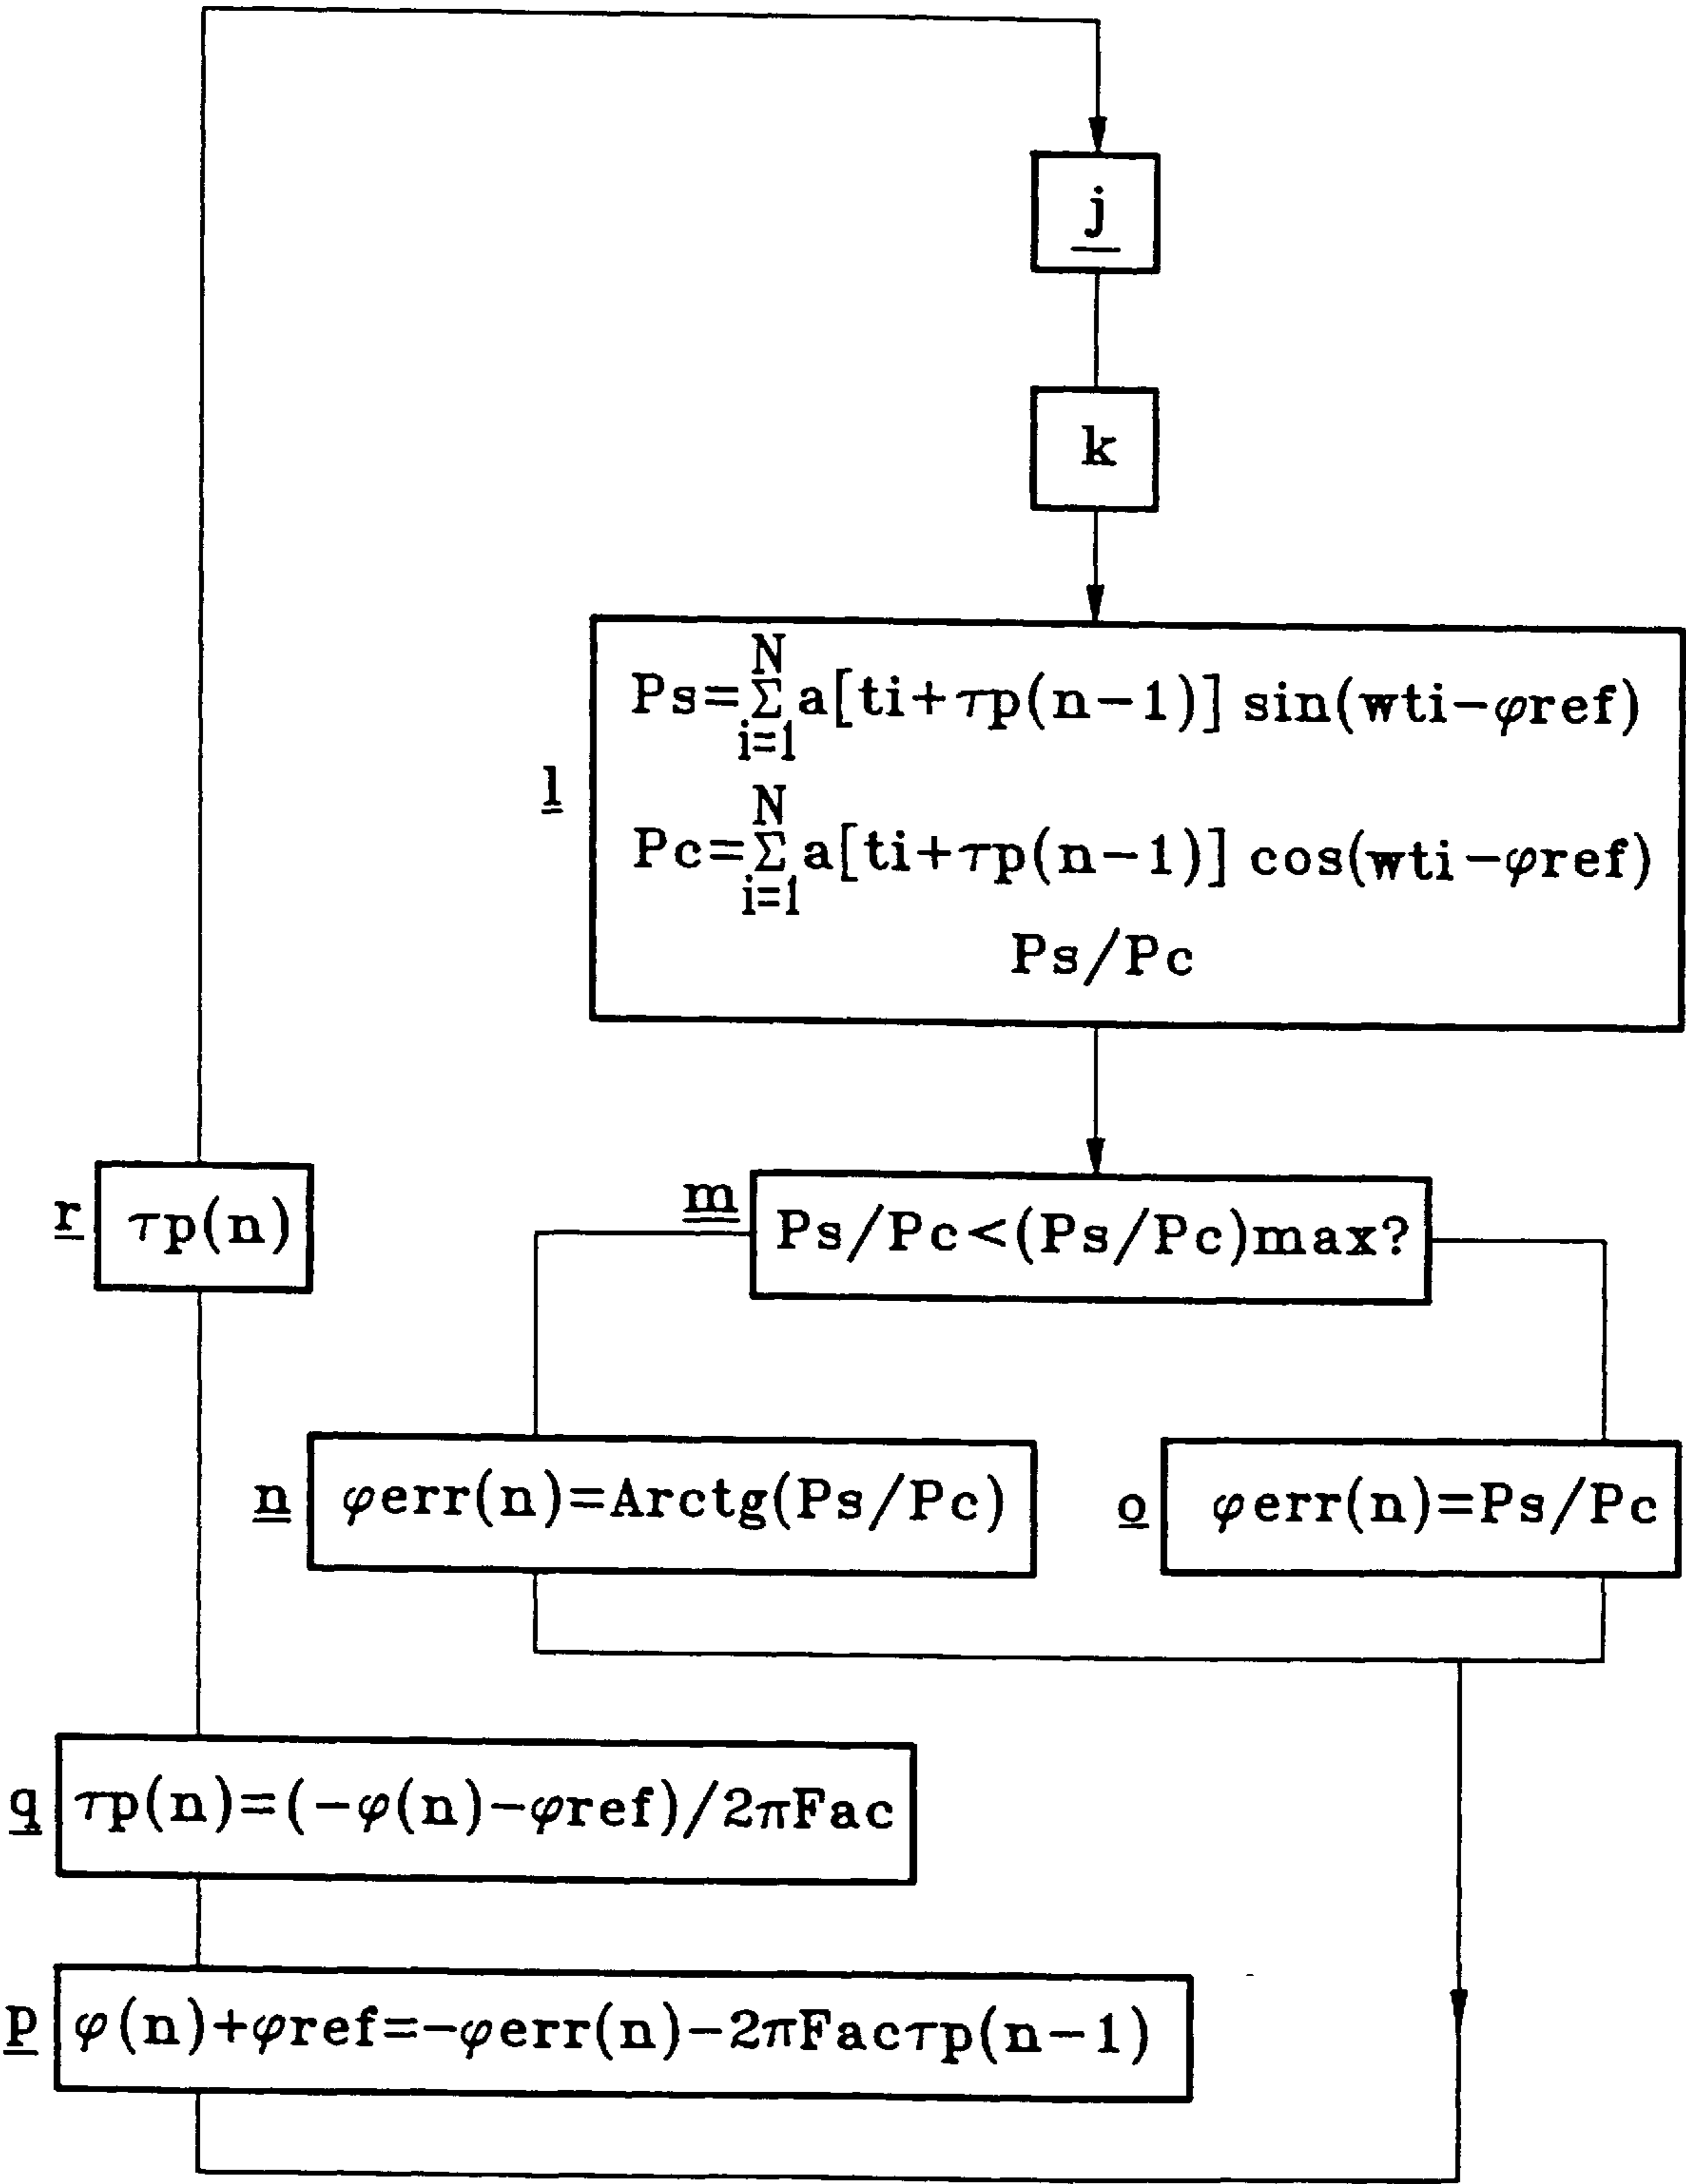 j
k
l
Ps=Σ(i=1 to N) a[ti+τp(n−1)] sin(wti−φref)
Pc=Σ(i=1 to N) a[ti+τp(n−1)] cos(wti−φref)
Ps/Pc
m Ps/Pc<(Ps/Pc)max?
r τp(n)
n φerr(n)=Arctg(Ps/Pc)
o φerr(n)=Ps/Pc
q τp(n)=(−φ(n)−φref)/2πFac
p φ(n)+φref=−φerr(n)−2πFacτp(n−1)